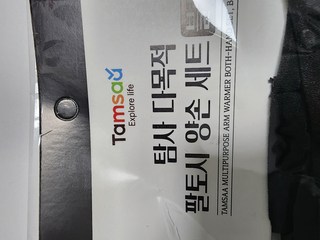 Tamsaa
Explore life
탐사 다목적
팔토시 양손 세트
TAMSAA MULTIPURPOSE ARM WARMER BOTH-HAND